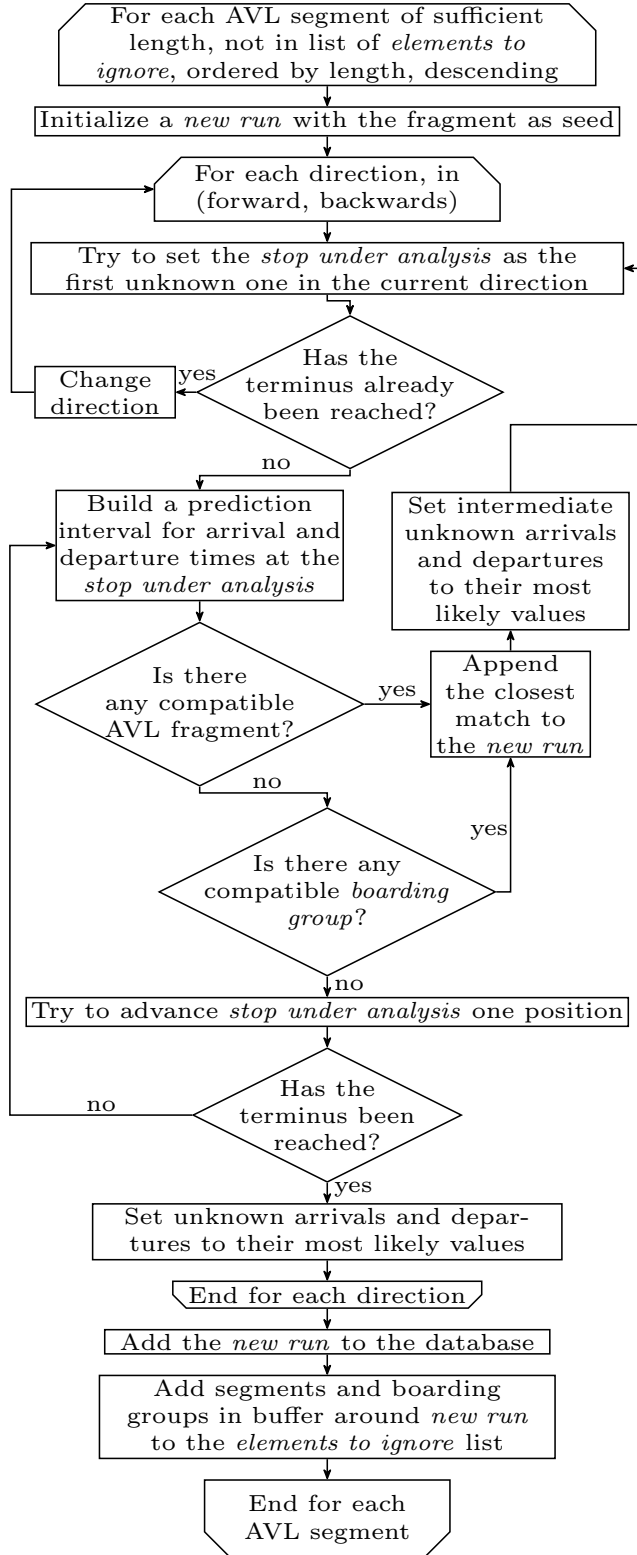 For each AVL segment of sufficient
length, not in list of elements to
ignore, ordered by length, descending
Initialize a new run with the fragment as seed
For each direction, in
(forward, backwards)
Try to set the stop under analysis as the
first unknown one in the current direction
Has the
terminus already
been reached?
yes
Change
direction
no
Build a prediction
interval for arrival and
departure times at the
stop under analysis
Set intermediate
unknown arrivals
and departures
to their most
likely values
Is there
any compatible
AVL fragment?
yes
Append
the closest
match to
the new run
no
Is there any
compatible boarding
group?
yes
no
Try to advance stop under analysis one position
Has the
terminus been
reached?
no
yes
Set unknown arrivals and depar-
tures to their most likely values
End for each direction
Add the new run to the database
Add segments and boarding
groups in buffer around new run
to the elements to ignore list
End for each
AVL segment